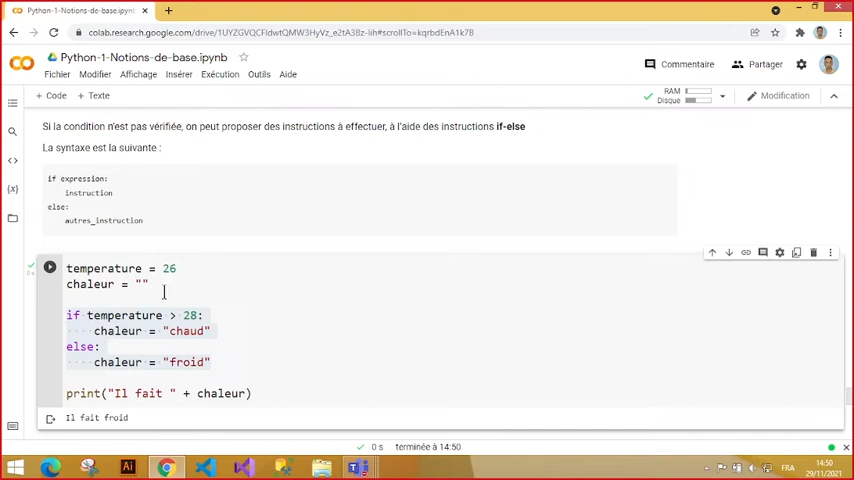 Python-1-Notions-de-base.ipynb
colab.research.google.com/drive/1UYZGVQCFldwtQMW3HyVz_e2tA3Bz-lih#scrollTo=kqrbdEnA1k7B
Python-1-Notions-de-base.ipynb
Fichier Modifier Affichage Insérer Exécution Outils Aide
Commentaire Partager
+ Code + Texte
RAM
Disque
Modification
Si la condition n'est pas vérifiée, on peut proposer des instructions à effectuer, à l'aide des instructions if-else
La syntaxe est la suivante :
if expression:
instruction
else:
autres_instruction
temperature = 26
chaleur = ""
if temperature > 28:
chaleur = "chaud"
else:
chaleur = "froid"
print("Il fait " + chaleur)
0 s
Il fait froid
0 s terminée à 14:50
FRA
14:50
29/11/2021